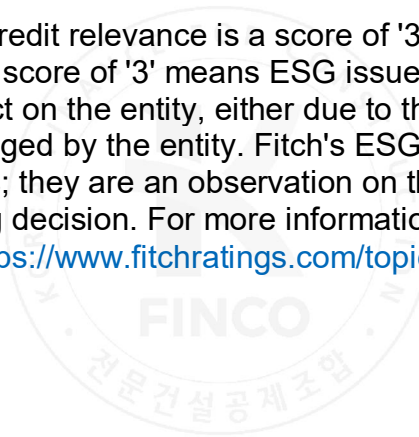 redit relevance is a score of '3
score of '3' means ESG issue
ct on the entity, either due to th
ged by the entity. Fitch's ESG
; they are an observation on th
g decision. For more informatio
ps://www.fitchratings.com/topic
FINCO
전문건설공제조합